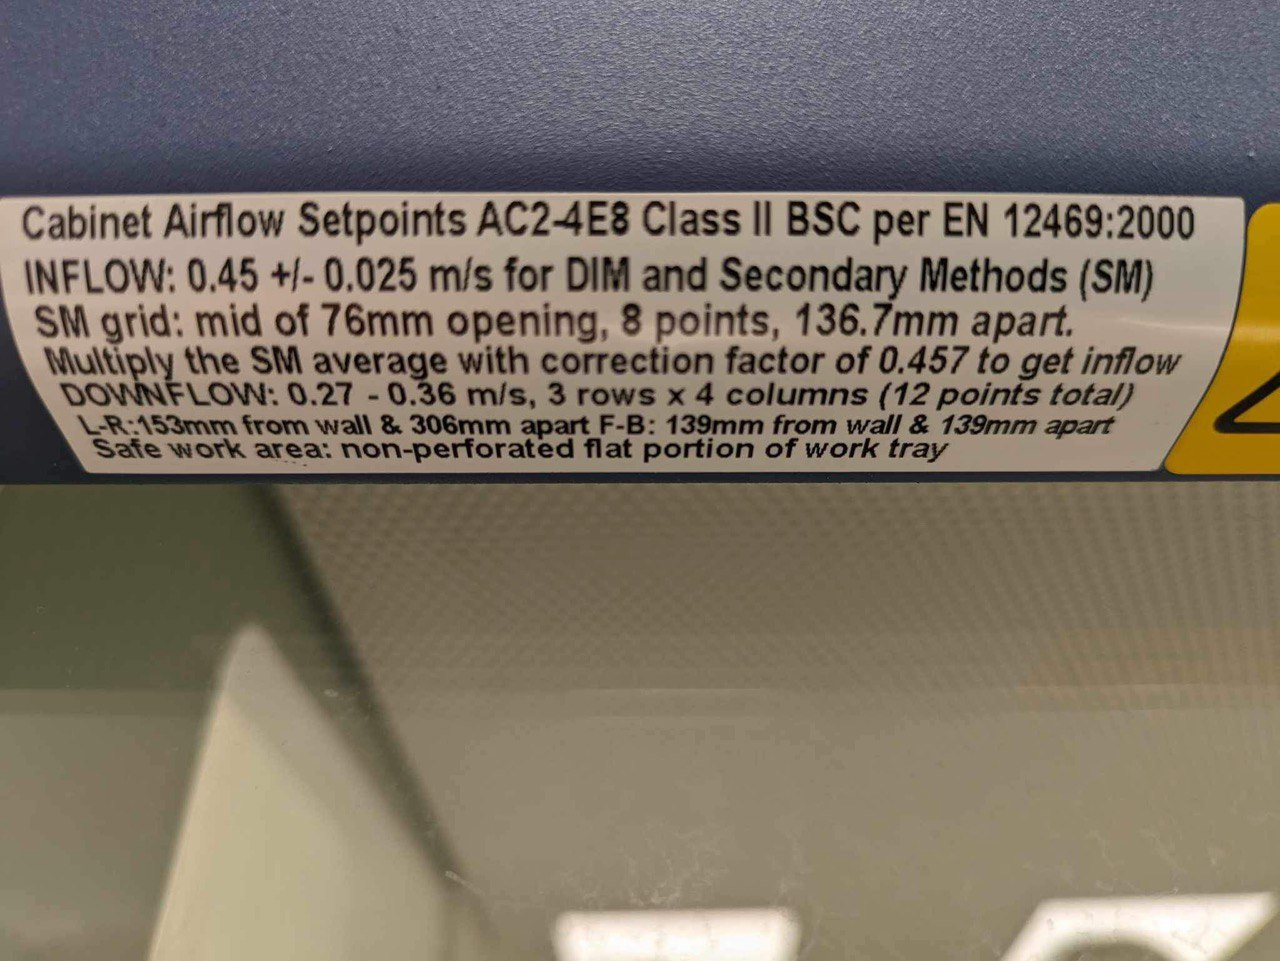 Cabinet Airflow Setpoints AC2-4E8 Class II BSC per EN 12469:2000
INFLOW: 0.45 +/- 0.025 m/s for DIM and Secondary Methods (SM)
SM grid: mid of 76mm opening, 8 points, 136.7mm apart.
Multiply the SM average with correction factor of 0.457 to get inflow
DOWNFLOW: 0.27 - 0.36 m/s, 3 rows x 4 columns (12 points total)
L-R:153mm from wall & 306mm apart F-B: 139mm from wall & 139mm apart
Safe work area: non-perforated flat portion of work tray